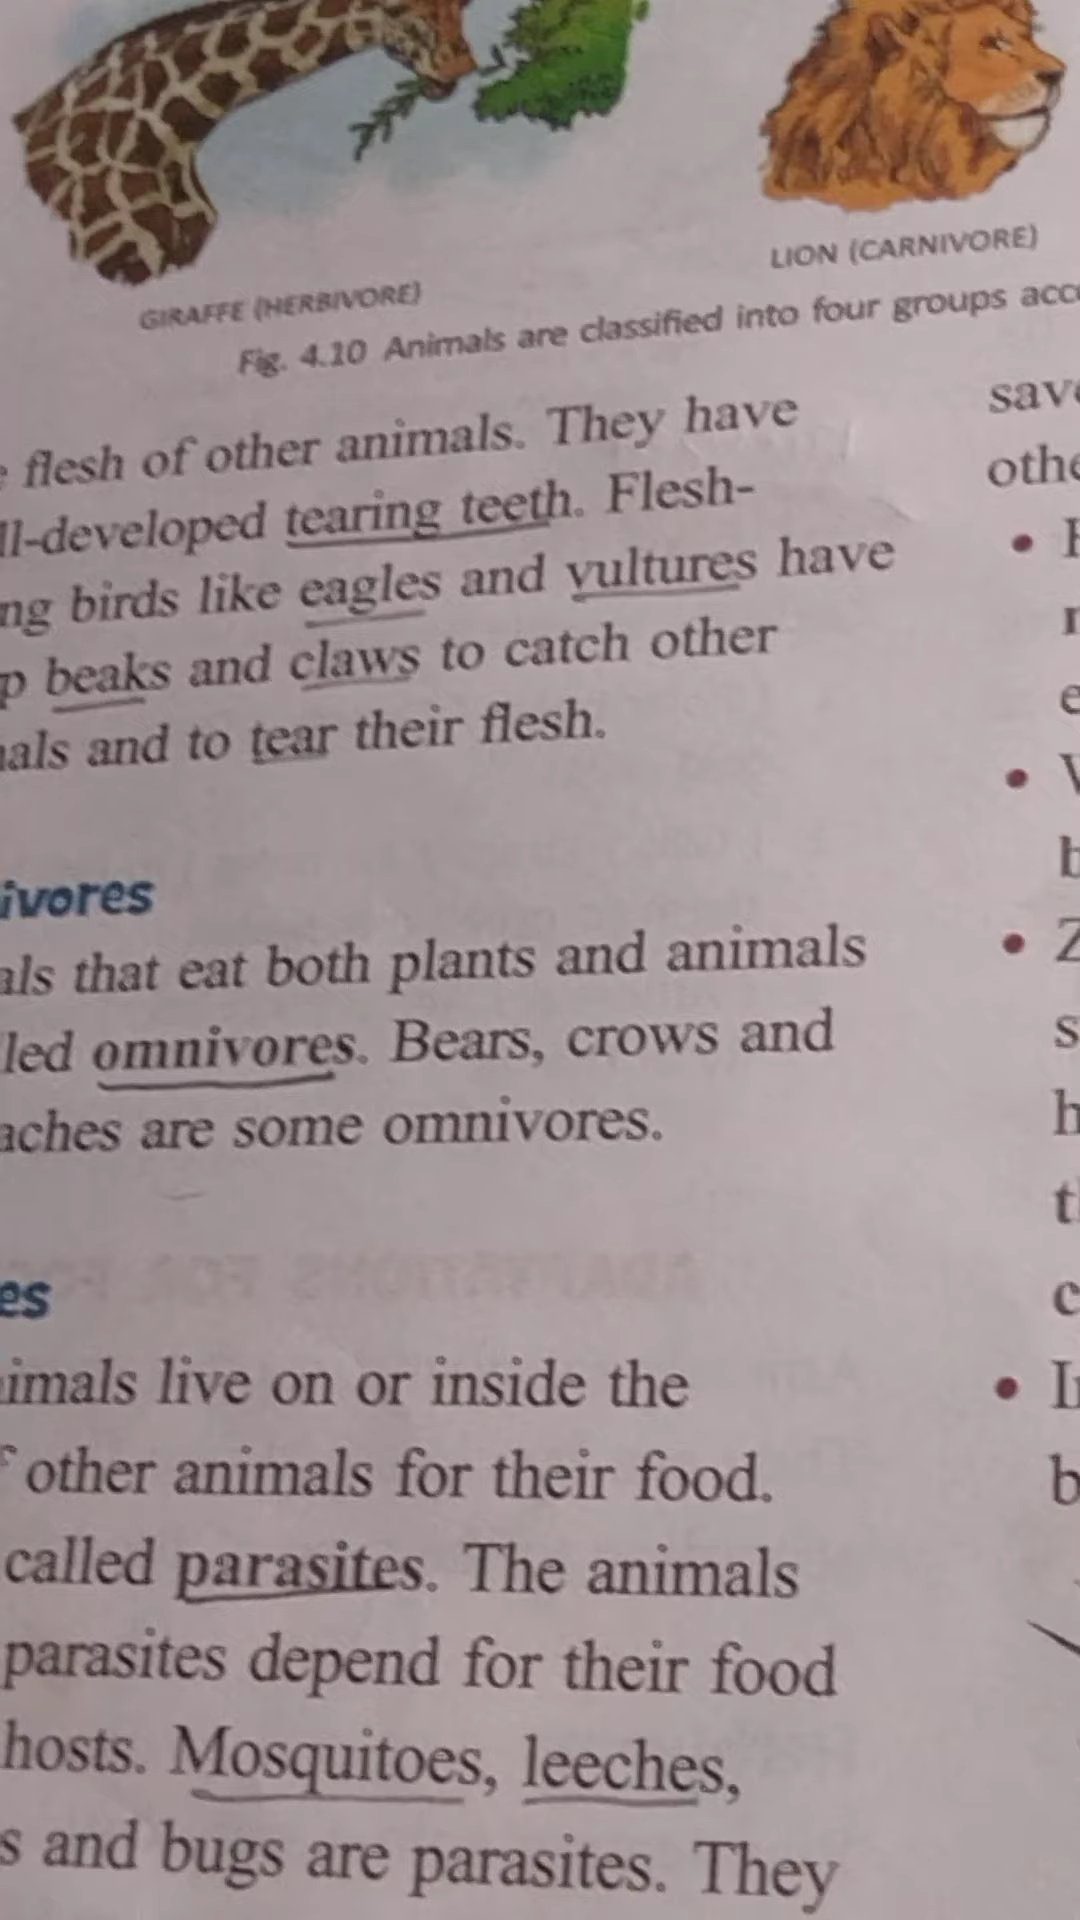 GIRAFFE (HERBIVORE)
LION (CARNIVORE)
Fig. 4.10 Animals are classified into four groups
flesh of other animals. They have
ll-developed tearing teeth. Flesh-
ng birds like eagles and vultures have
p beaks and claws to catch other
als and to tear their flesh.
ivores
als that eat both plants and animals
led omnivores. Bears, crows and
aches are some omnivores.
es
imals live on or inside the
other animals for their food.
called parasites. The animals
parasites depend for their food
hosts. Mosquitoes, leeches,
s and bugs are parasites. They